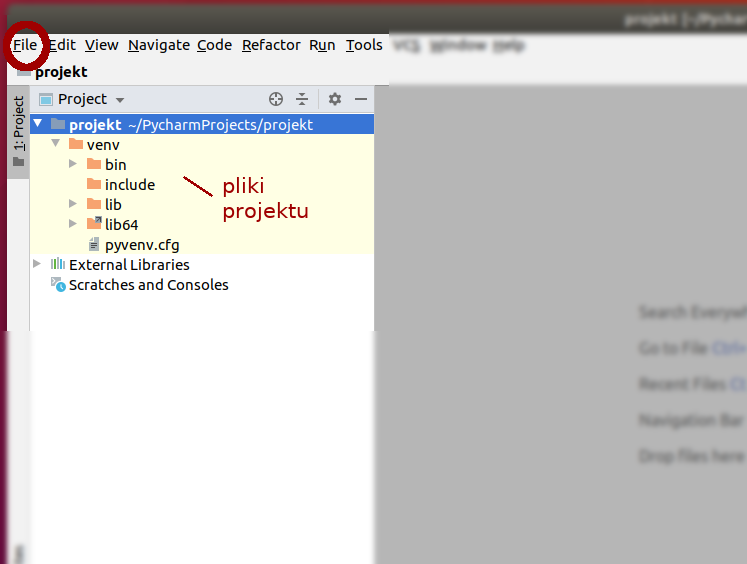 projekt [~/Pychar
File Edit View Navigate Code Refactor Run Tools VCS Window Help
projekt
1: Project
Project
projekt ~/PycharmProjects/projekt
venv
bin
include
lib
lib64
pyvenv.cfg
External Libraries
Scratches and Consoles
pliki
projektu
Search Everywh
Go to File Ctrl+
Recent Files Ct
Navigation Bar
Drop files here